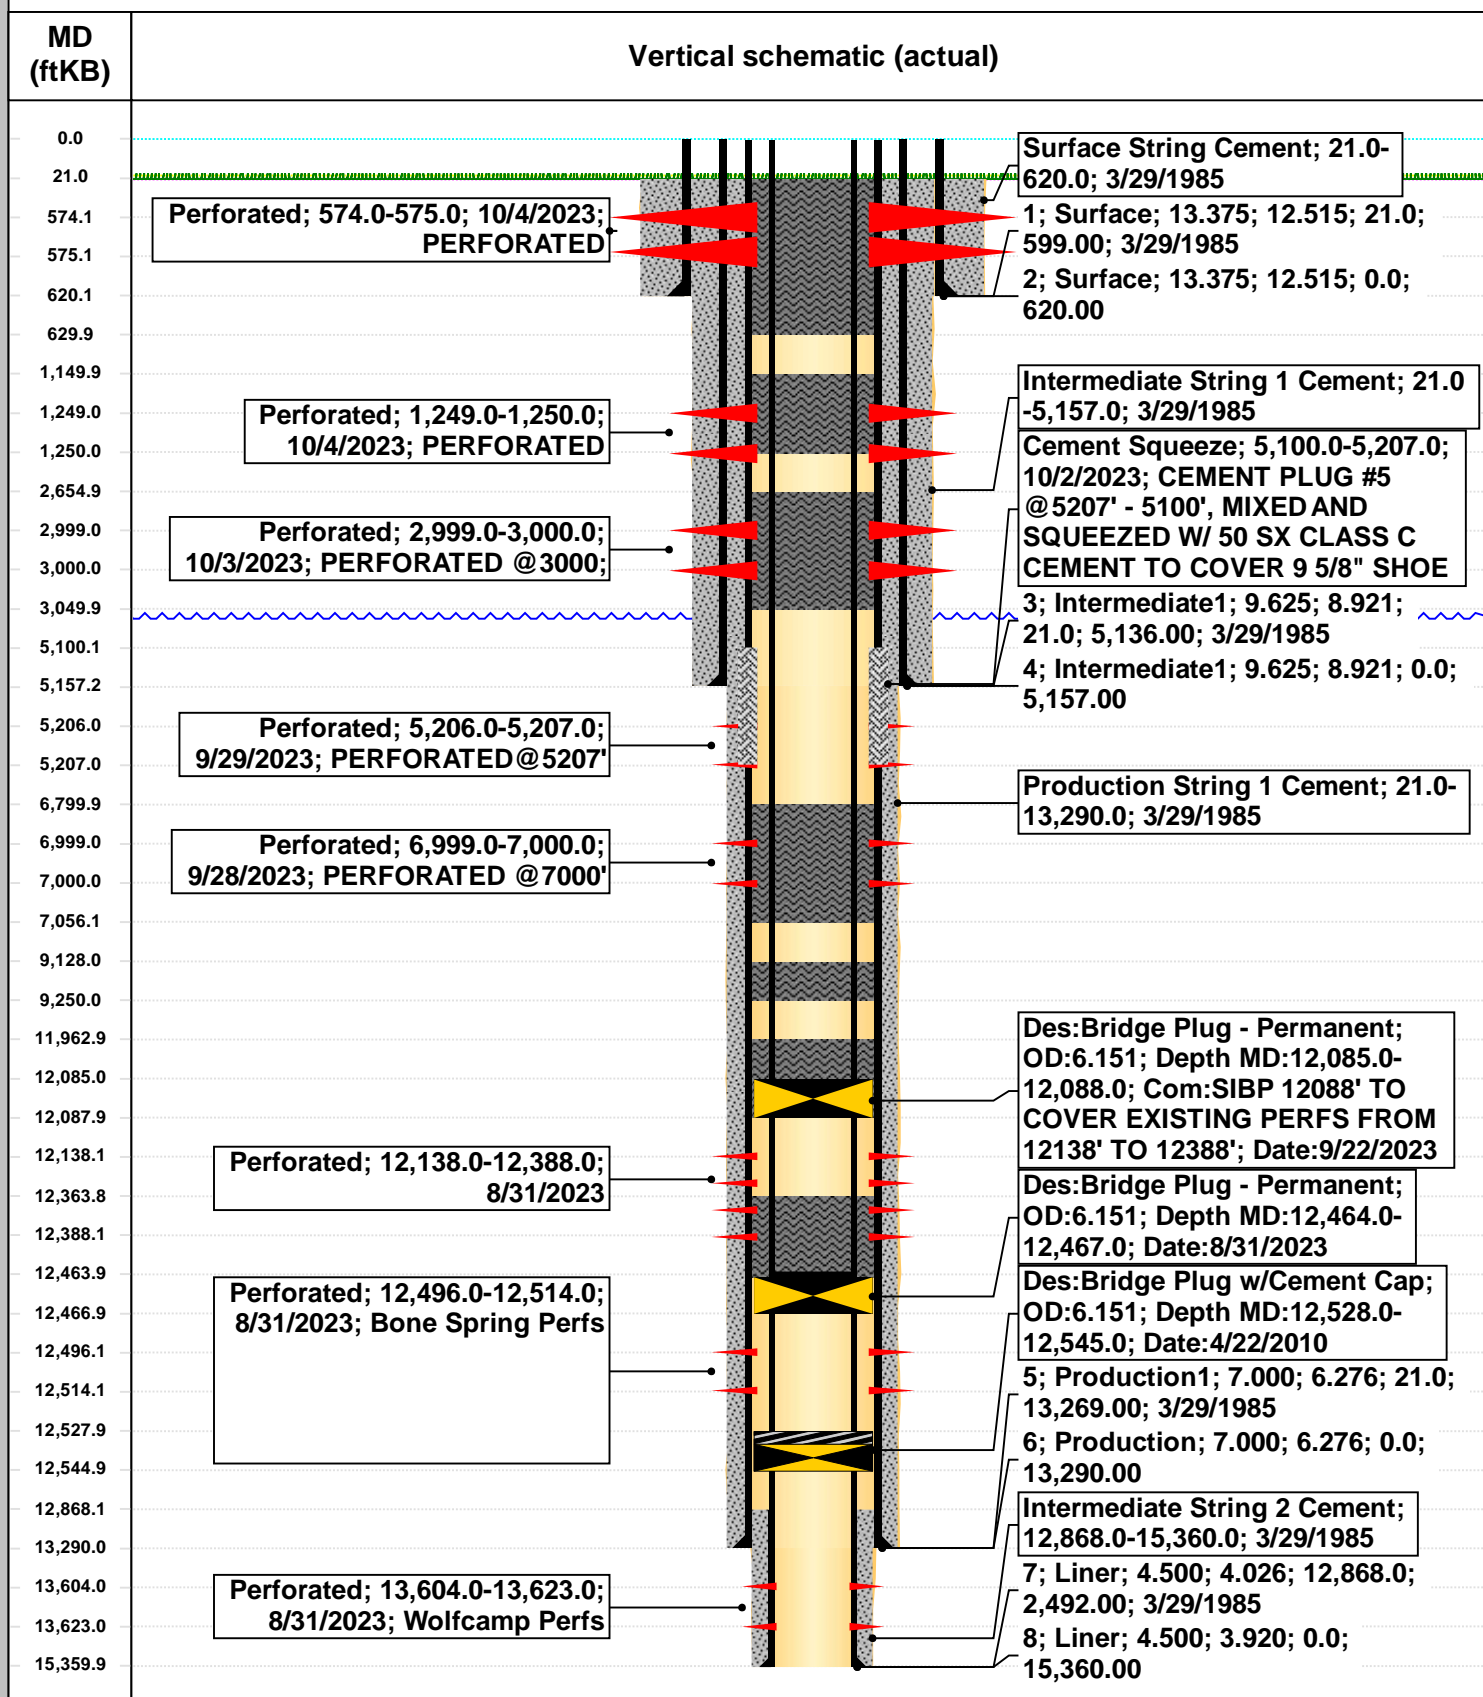 MD
(ftKB)
Vertical schematic (actual)
0.0
21.0
574.1
575.1
620.1
629.9
1,149.9
1,249.0
1,250.0
2,654.9
2,999.0
3,000.0
3,049.9
5,100.1
5,157.2
5,206.0
5,207.0
6,799.9
6,999.0
7,000.0
7,056.1
9,128.0
9,250.0
11,962.9
12,085.0
12,087.9
12,138.1
12,363.8
12,388.1
12,463.9
12,466.9
12,496.1
12,514.1
12,527.9
12,544.9
12,868.1
13,290.0
13,604.0
13,623.0
15,359.9
Perforated; 574.0-575.0; 10/4/2023;
PERFORATED
Perforated; 1,249.0-1,250.0;
10/4/2023; PERFORATED
Perforated; 2,999.0-3,000.0;
10/3/2023; PERFORATED @3000;
Perforated; 5,206.0-5,207.0;
9/29/2023; PERFORATED@5207'
Perforated; 6,999.0-7,000.0;
9/28/2023; PERFORATED @7000'
Perforated; 12,138.0-12,388.0;
8/31/2023
Perforated; 12,496.0-12,514.0;
8/31/2023; Bone Spring Perfs
Perforated; 13,604.0-13,623.0;
8/31/2023; Wolfcamp Perfs
Surface String Cement; 21.0-
620.0; 3/29/1985
1; Surface; 13.375; 12.515; 21.0;
599.00; 3/29/1985
2; Surface; 13.375; 12.515; 0.0;
620.00
Intermediate String 1 Cement; 21.0
-5,157.0; 3/29/1985
Cement Squeeze; 5,100.0-5,207.0;
10/2/2023; CEMENT PLUG #5
@5207' - 5100', MIXED AND
SQUEEZED W/ 50 SX CLASS C
CEMENT TO COVER 9 5/8" SHOE
3; Intermediate1; 9.625; 8.921;
21.0; 5,136.00; 3/29/1985
4; Intermediate1; 9.625; 8.921; 0.0;
5,157.00
Production String 1 Cement; 21.0-
13,290.0; 3/29/1985
Des:Bridge Plug - Permanent;
OD:6.151; Depth MD:12,085.0-
12,088.0; Com:SIBP 12088' TO
COVER EXISTING PERFS FROM
12138' TO 12388'; Date:9/22/2023
Des:Bridge Plug - Permanent;
OD:6.151; Depth MD:12,464.0-
12,467.0; Date:8/31/2023
Des:Bridge Plug w/Cement Cap;
OD:6.151; Depth MD:12,528.0-
12,545.0; Date:4/22/2010
5; Production1; 7.000; 6.276; 21.0;
13,269.00; 3/29/1985
6; Production; 7.000; 6.276; 0.0;
13,290.00
Intermediate String 2 Cement;
12,868.0-15,360.0; 3/29/1985
7; Liner; 4.500; 4.026; 12,868.0;
2,492.00; 3/29/1985
8; Liner; 4.500; 3.920; 0.0;
15,360.00